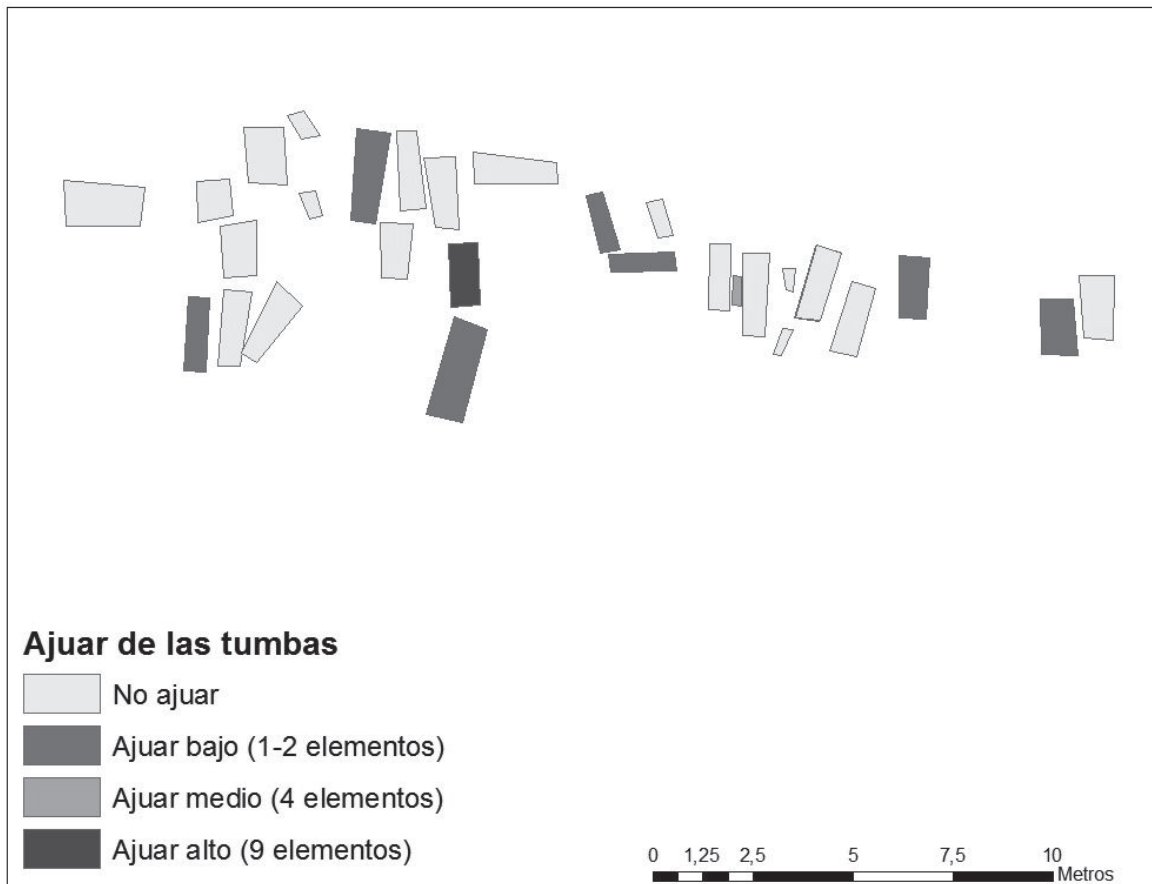 Ajuar de las tumbas
No ajuar
Ajuar bajo (1-2 elementos)
Ajuar medio (4 elementos)
Ajuar alto (9 elementos)
0 1,25 2,5 5 7,5 10
Metros